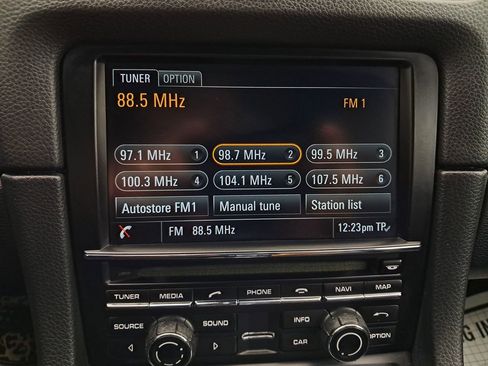 TUNER OPTION
88.5 MHz FM 1
97.1 MHz 1 98.7 MHz 2 99.5 MHz 3
100.3 MHz 4 104.1 MHz 5 107.5 MHz 6
Autostore FM1 Manual tune Station list
FM 88.5 MHz 12:23pm TP
TUNER MEDIA PHONE NAVI MAP
SOURCE SOUND INFO
CAR OPTION